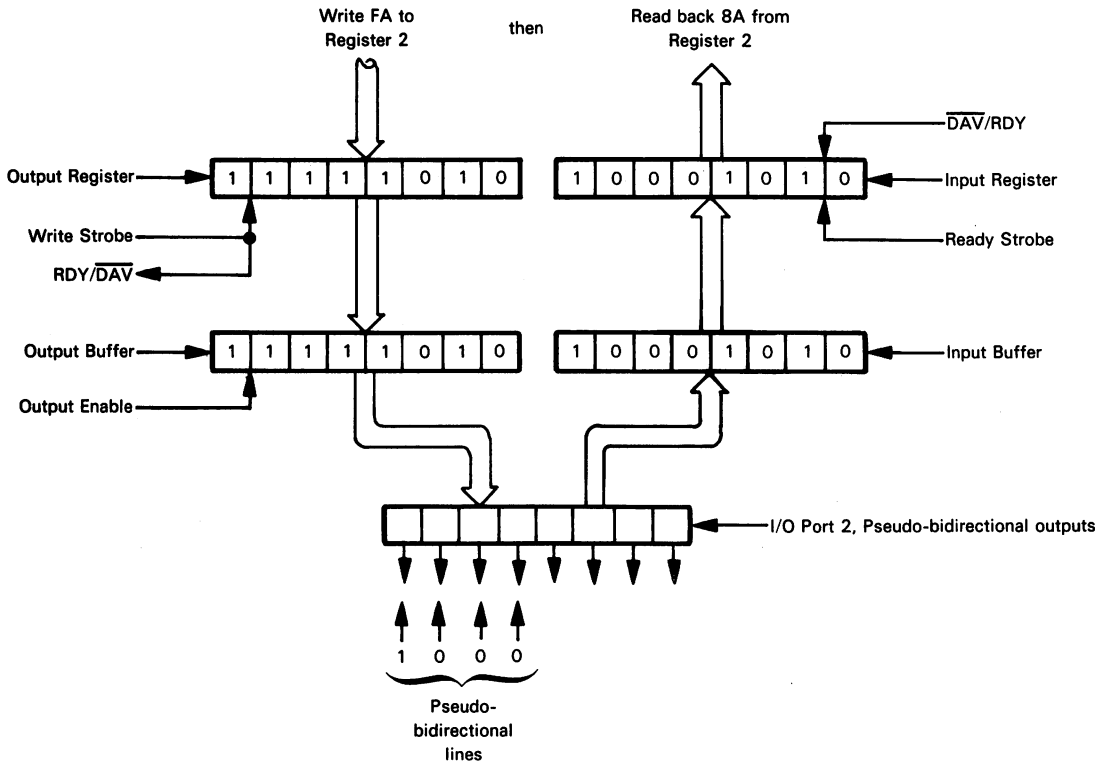 Write FA to
Register 2
then
Read back 8A from
Register 2
DAV/RDY
Output Register
1 1 1 1 1 0 1 0
1 0 0 0 1 0 1 0
Input Register
Write Strobe
Ready Strobe
RDY/DAV
Output Buffer
1 1 1 1 1 0 1 0
1 0 0 0 1 0 1 0
Input Buffer
Output Enable
I/O Port 2, Pseudo-bidirectional outputs
1 0 0 0
Pseudo-
bidirectional
lines